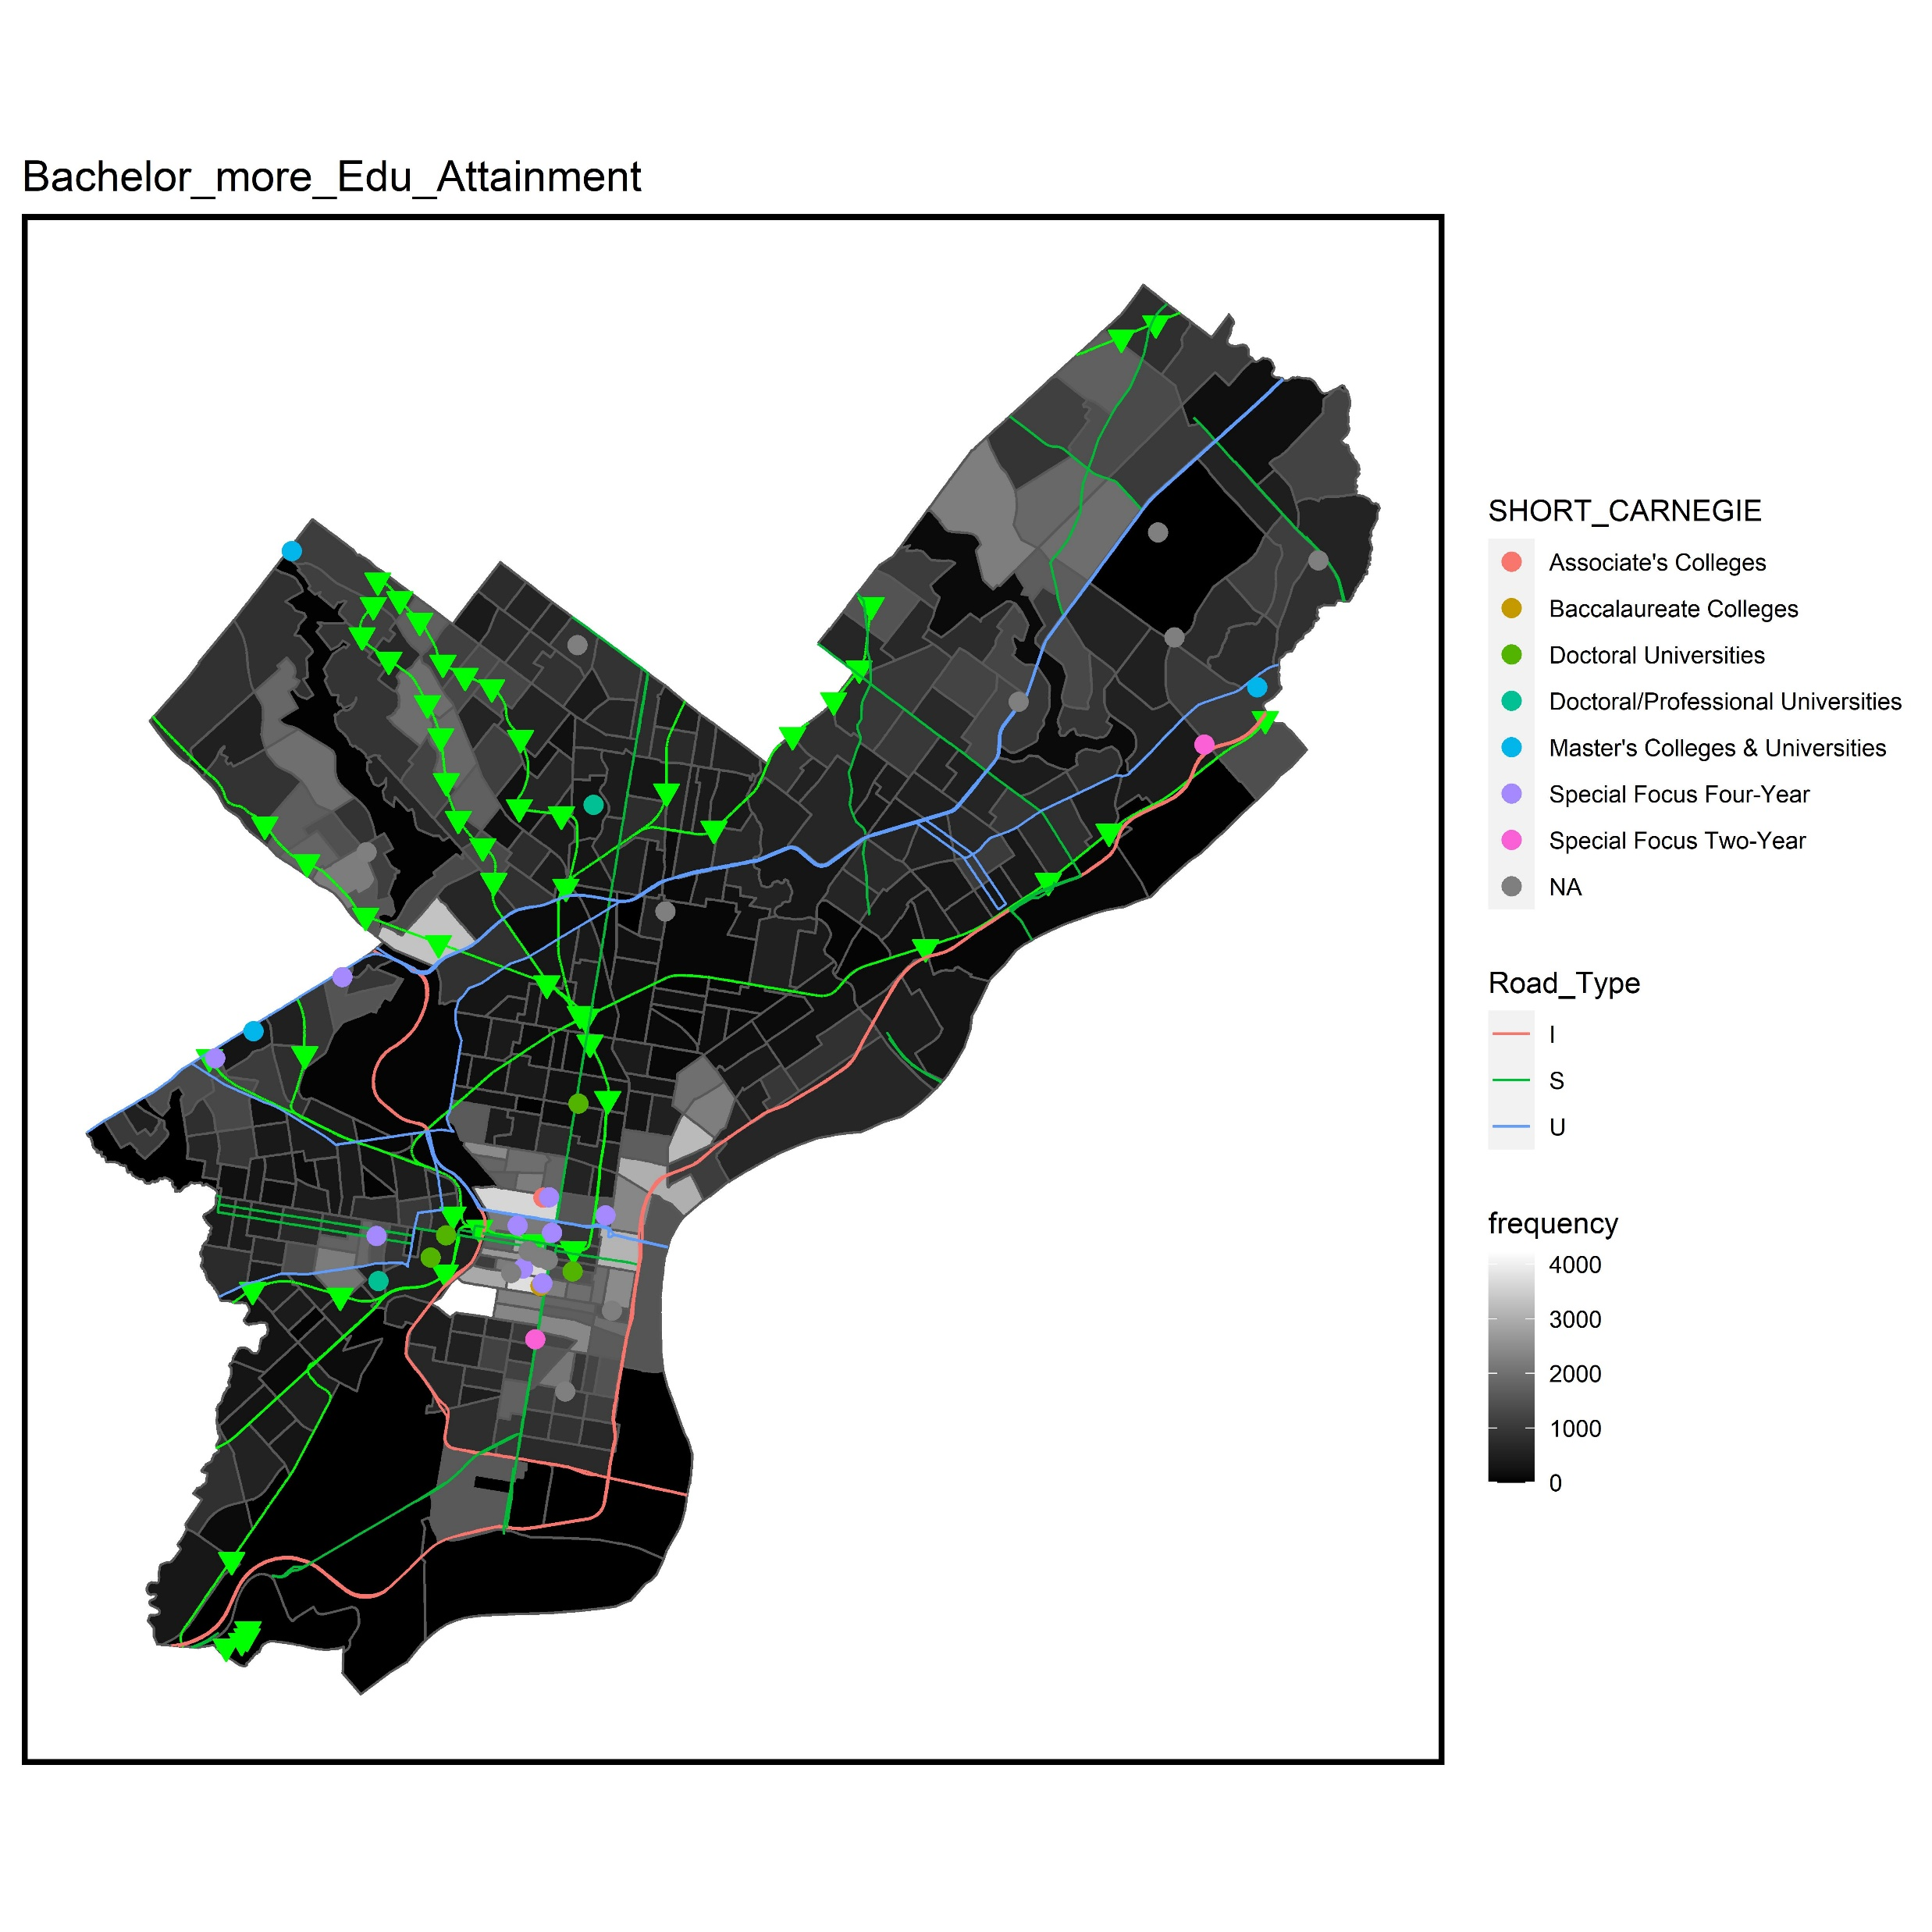 Bachelor_more_Edu_Attainment
SHORT_CARNEGIE
Associate's Colleges
Baccalaureate Colleges
Doctoral Universities
Doctoral/Professional Universities
Master's Colleges & Universities
Special Focus Four-Year
Special Focus Two-Year
NA
Road_Type
I
S
U
frequency
4000
3000
2000
1000
0